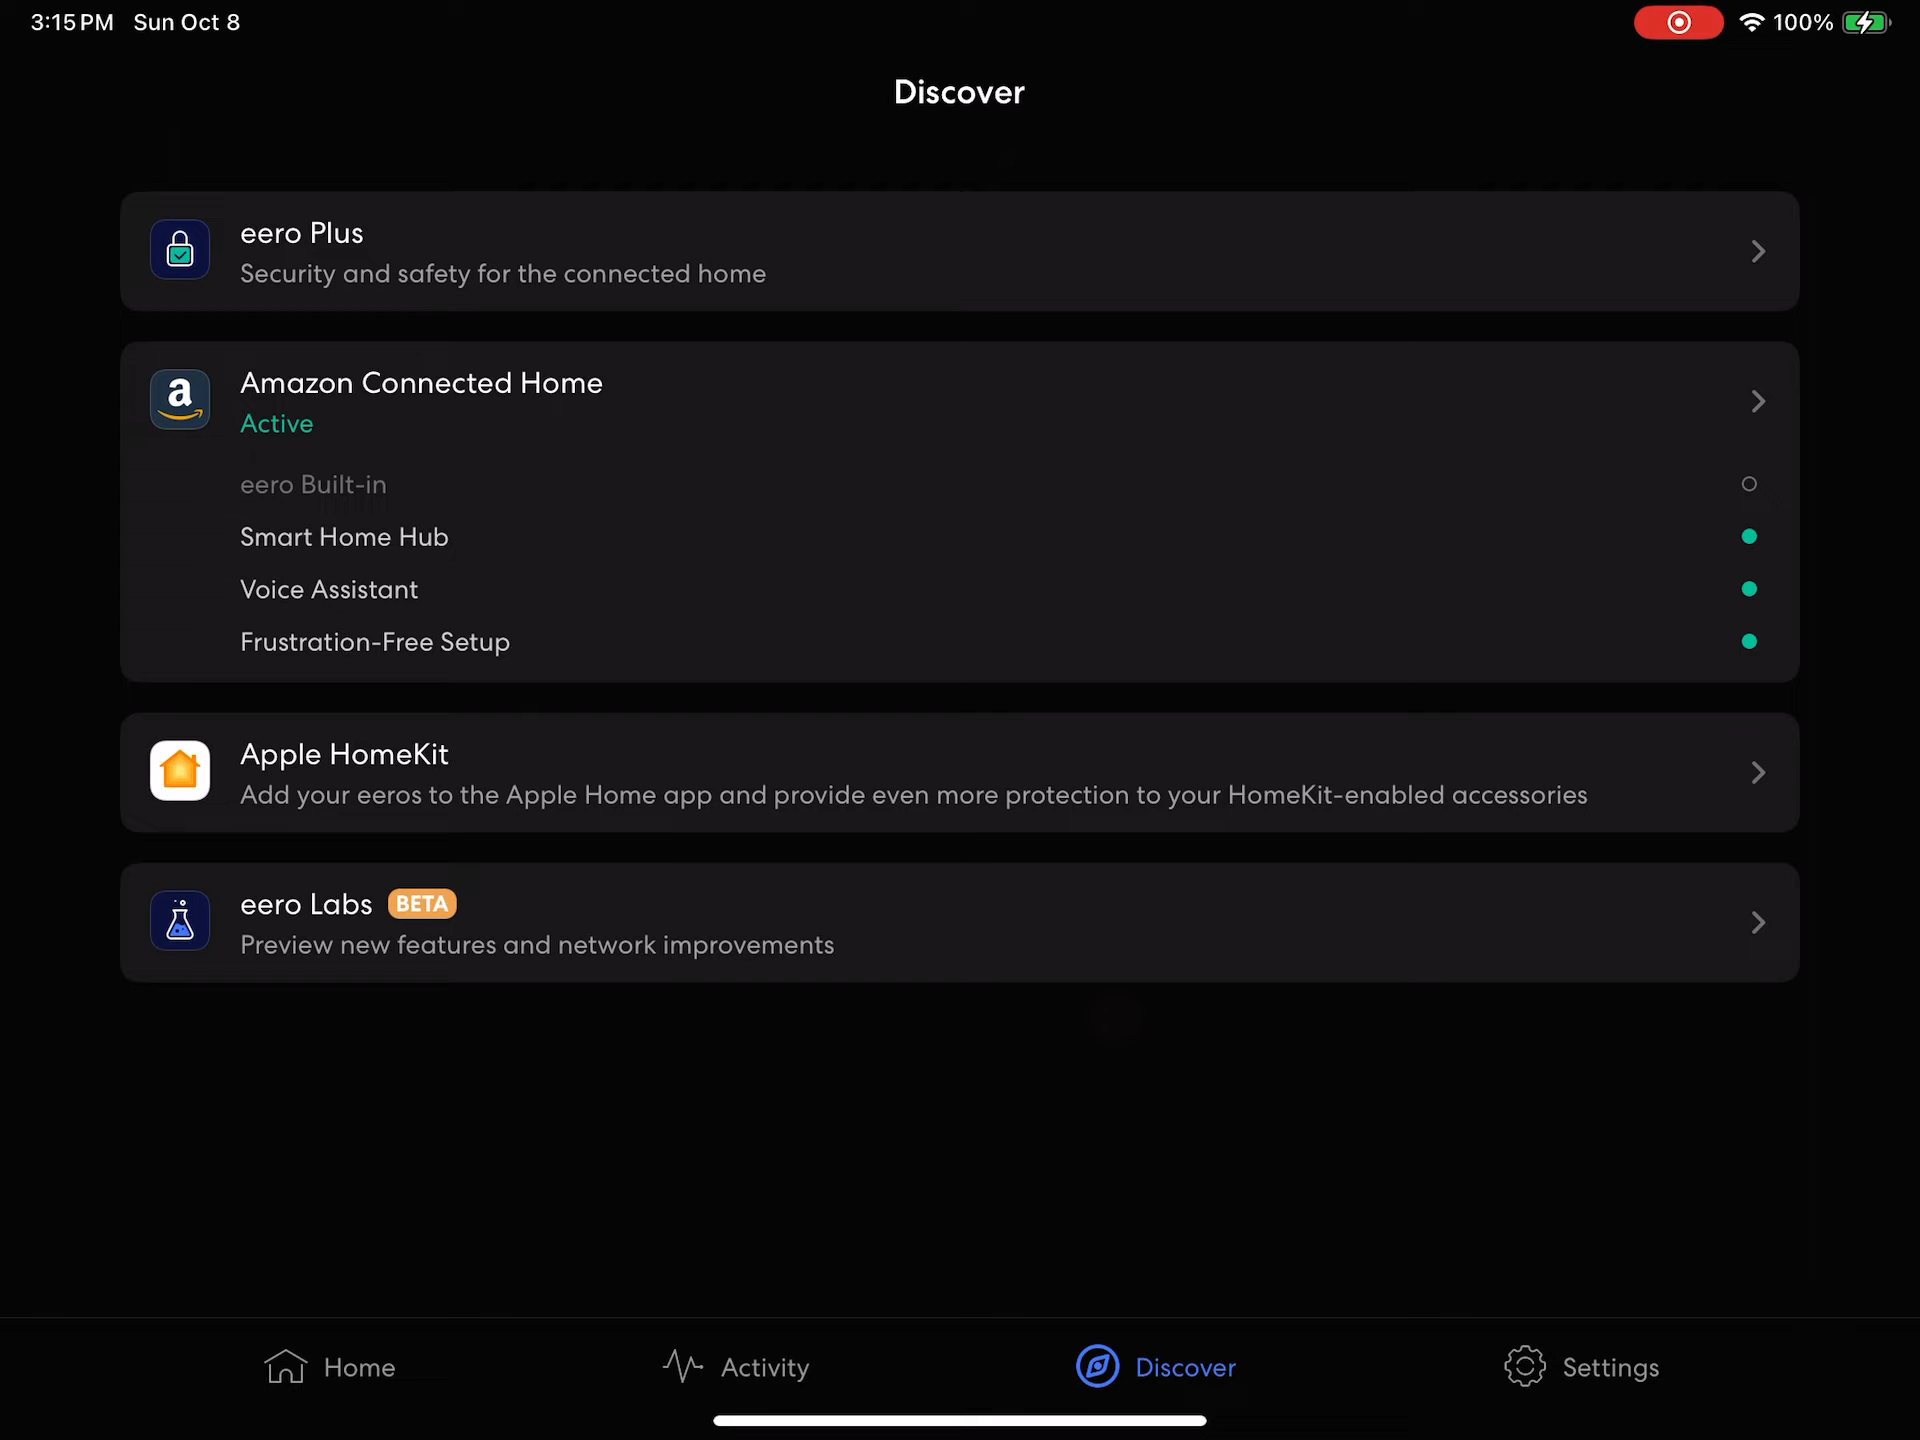 3:15 PM Sun Oct 8 100%
Discover
eero Plus
Security and safety for the connected home
a
Amazon Connected Home
Active
eero Built-in
Smart Home Hub
Voice Assistant
Frustration-Free Setup
Apple HomeKit
Add your eeros to the Apple Home app and provide even more protection to your HomeKit-enabled accessories
eero Labs BETA
Preview new features and network improvements
Home Activity Discover Settings